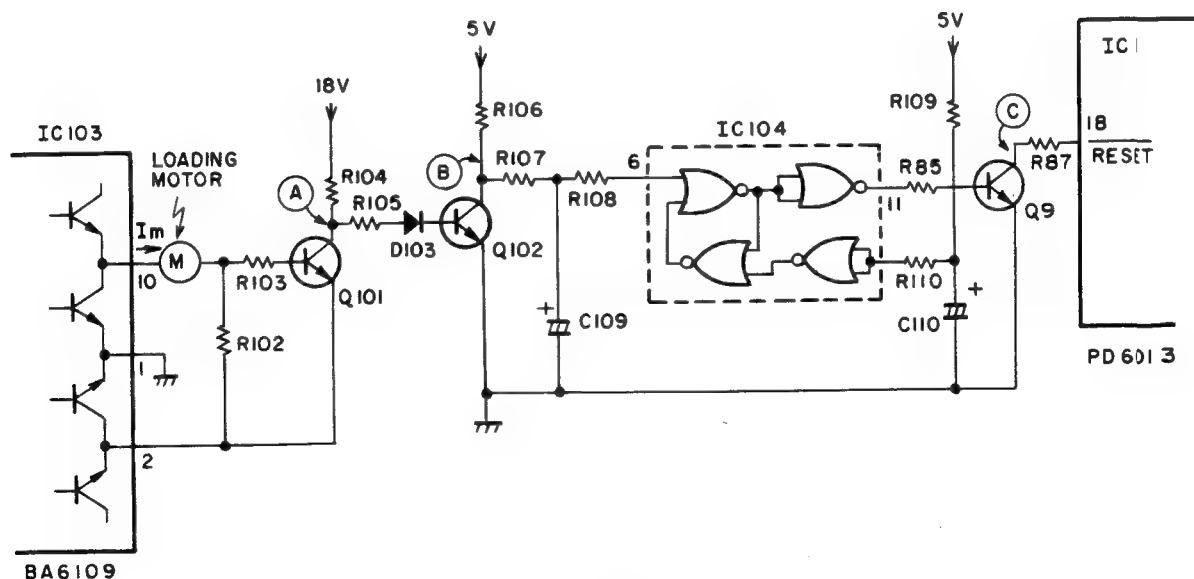 5V
5V
IC1
18V
R106
R109
C
18
IC103
IC104
LOADING
MOTOR
B
R107
6
R85
R87
RESET
R104
A
R105
R108
11
Q9
Im
D103
Q102
M
10
R103
Q101
R110
+
+
C109
C110
R102
1
PD6013
2
BA6109